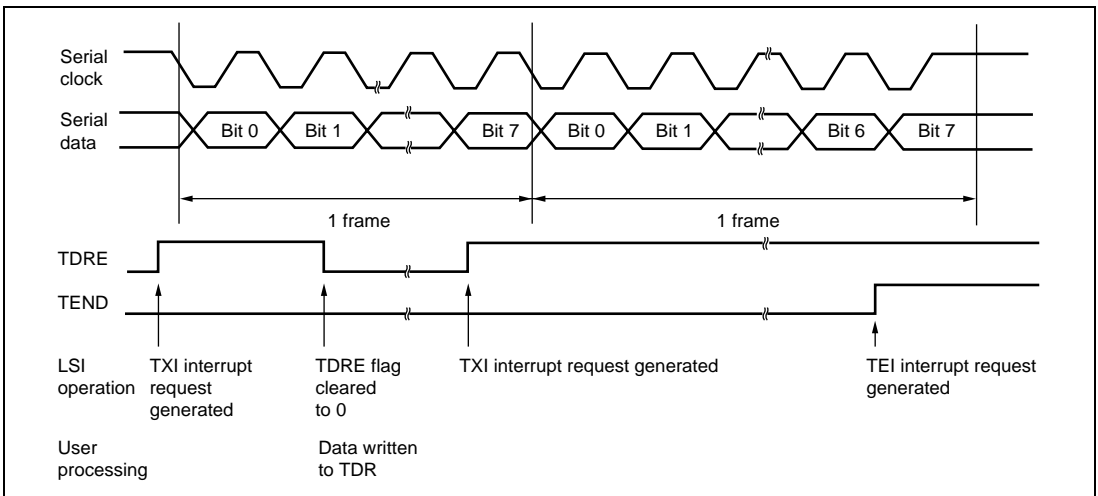 Serial
clock
Serial
data
Bit 0 Bit 1 Bit 7 Bit 0 Bit 1 Bit 6 Bit 7
1 frame 1 frame
TDRE
TEND
LSI
operation
TXI interrupt
request
generated
TDRE flag
cleared
to 0
TXI interrupt request generated
TEI interrupt request
generated
User
processing
Data written
to TDR